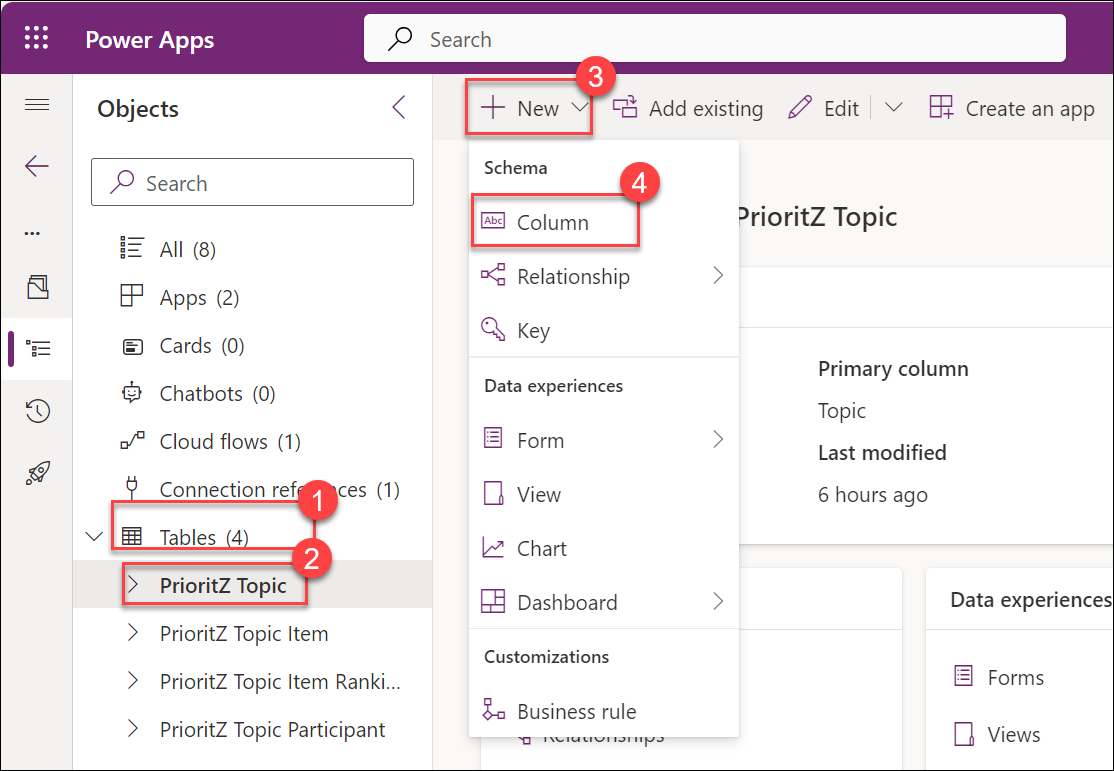 Power Apps
Search
Objects
Search
All (8)
Apps (2)
Cards (0)
Chatbots (0)
Cloud flows (1)
Connection refe ces (1)
1
Tables (4)
2
PrioritZ Topic
PrioritZ Topic Item
PrioritZ Topic Item Ranki...
PrioritZ Topic Participant
3
New
Add existing
Edit
Create an app
Schema
4
Abc
Column
Relationship
Key
Data experiences
Form
View
Chart
Dashboard
Customizations
Business rule
Relationships
PrioritZ Topic
Primary column
Topic
Last modified
6 hours ago
Data experiences
Forms
Views